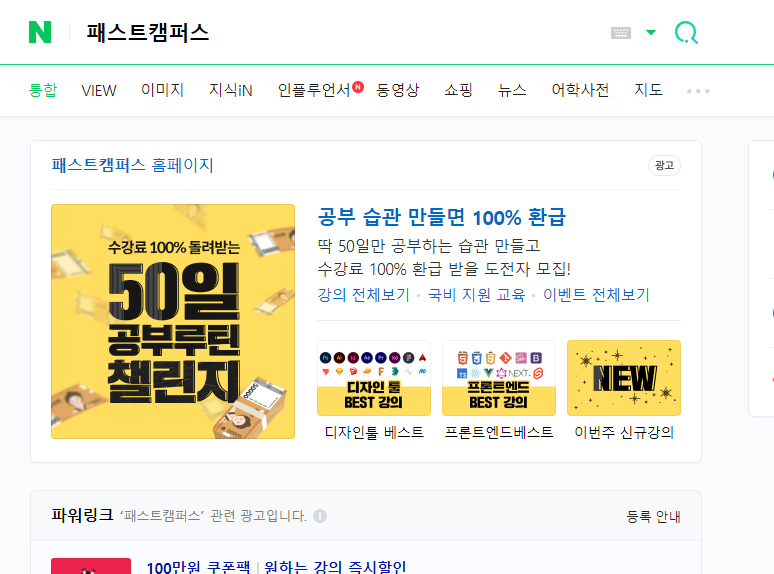 N 패스트캠퍼스
통합 VIEW 이미지 지식iN 인플루언서 N 동영상 쇼핑 뉴스 어학사전 지도
패스트캠퍼스 홈페이지 광고
수강료 100% 돌려받는
50일
공부루틴
챌린지
공부 습관 만들면 100% 환급
딱 50일만 공부하는 습관 만들고
수강료 100% 환급 받을 도전자 모집!
강의 전체보기 · 국비 지원 교육 · 이벤트 전체보기
디자인 툴
BEST 강의
디자인툴 베스트
프론트엔드
BEST 강의
프론트엔드베스트
NEW
이번주 신규강의
파워링크 '패스트캠퍼스' 관련 광고입니다. 등록 안내
100만원 쿠폰팩 | 원하는 강의 즉시할인